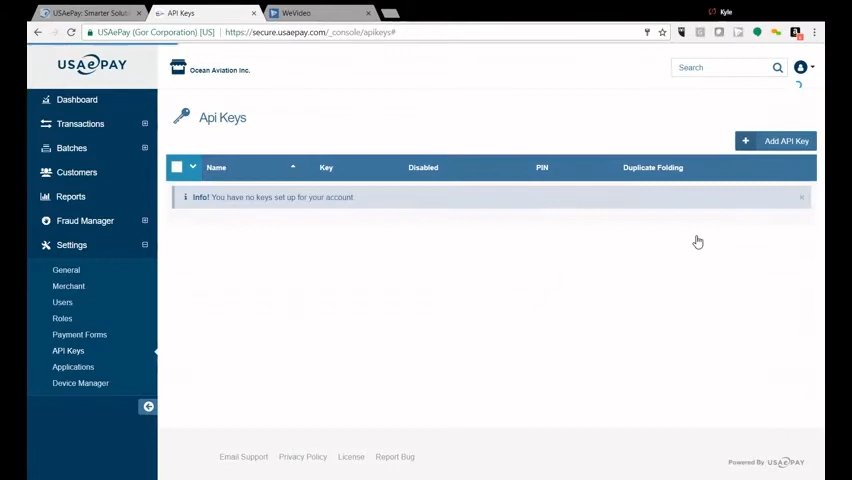 USAePay: Smarter Soluti
API Keys
WeVideo
Kyle
USAePay (Gor Corporation) [US]
https://secure.usaepay.com/_console/apikeys#
USAePAY
Ocean Aviation Inc.
Search
Dashboard
Transactions
Batches
Customers
Reports
Fraud Manager
Settings
General
Merchant
Users
Roles
Payment Forms
API Keys
Applications
Device Manager
Api Keys
+ Add API Key
Name Key Disabled PIN Duplicate Folding
i Info! You have no keys set up for your account ×
Email Support Privacy Policy License Report Bug
Powered By USAePAY